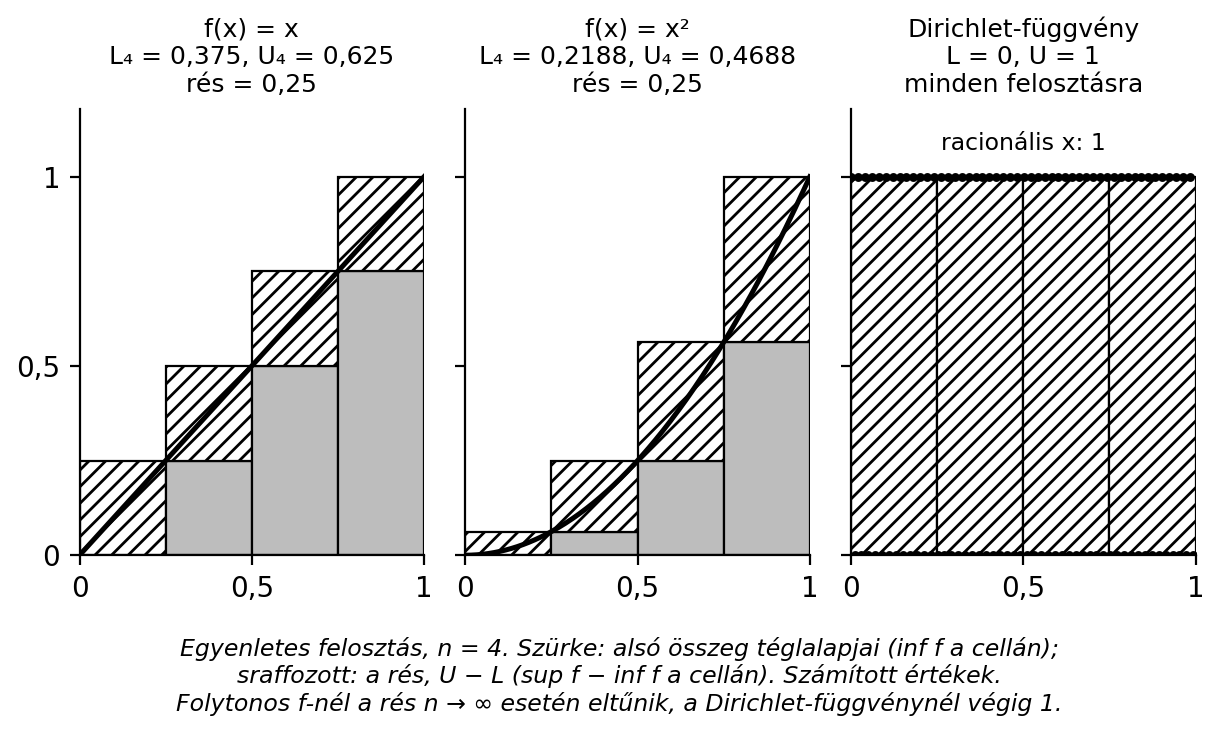 f(x) = x
L₄ = 0,375, U₄ = 0,625
rés = 0,25
f(x) = x²
L₄ = 0,2188, U₄ = 0,4688
rés = 0,25
Dirichlet-függvény
L = 0, U = 1
minden felosztásra
racionális x: 1
1
0,5
0
0 0,5 1
0 0,5 1
0 0,5 1
Egyenletes felosztás, n = 4. Szürke: alsó összeg téglalapjai (inf f a cellán);
sraffozott: a rés, U − L (sup f − inf f a cellán). Számított értékek.
Folytonos f-nél a rés n → ∞ esetén eltűnik, a Dirichlet-függvénynél végig 1.